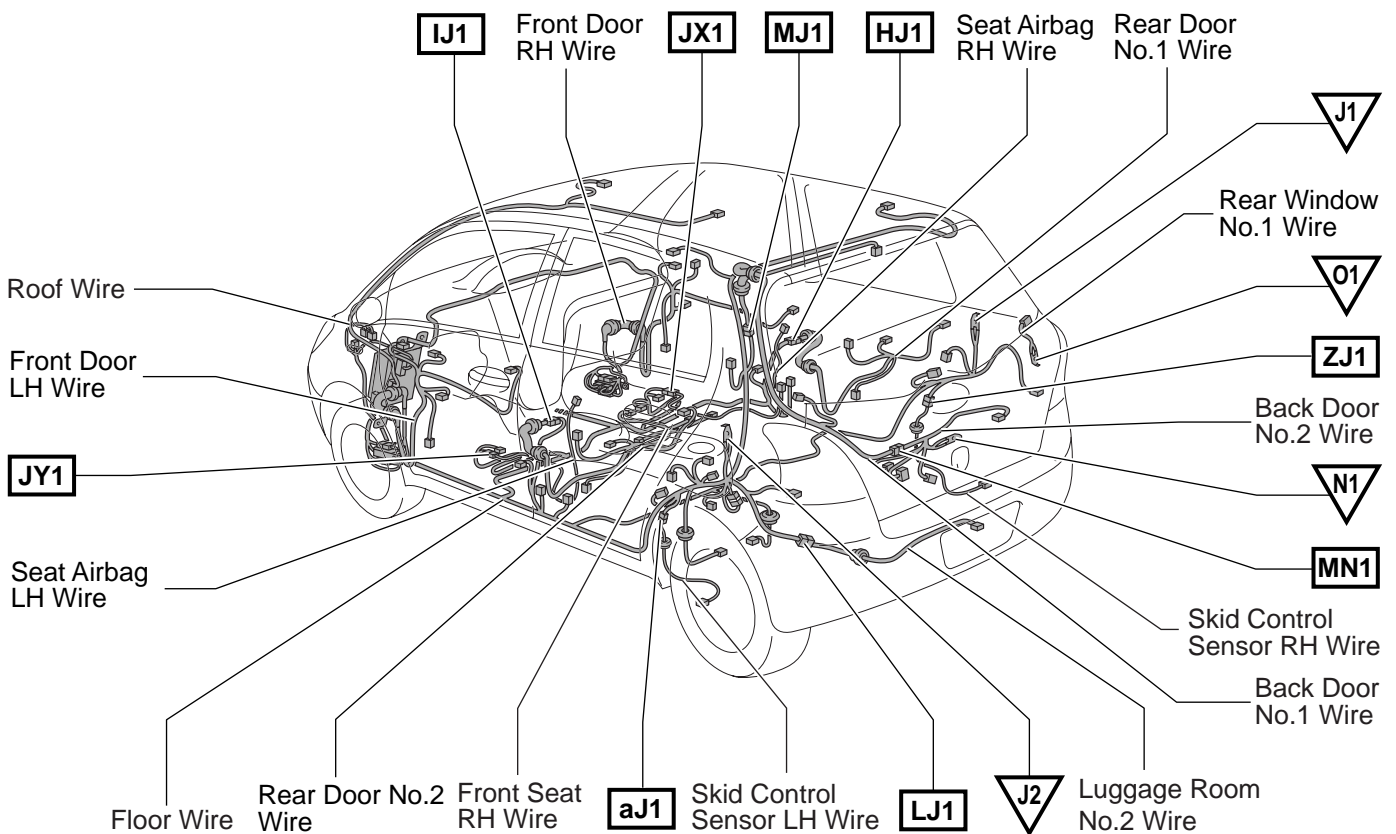 IJ1
Front Door
RH Wire
JX1
MJ1
HJ1
Seat Airbag
RH Wire
Rear Door
No.1 Wire
J1
Rear Window
No.1 Wire
O1
ZJ1
Back Door
No.2 Wire
N1
MN1
Skid Control
Sensor RH Wire
Back Door
No.1 Wire
Roof Wire
Front Door
LH Wire
JY1
Seat Airbag
LH Wire
Floor Wire
Rear Door No.2
Wire
Front Seat
RH Wire
aJ1
Skid Control
Sensor LH Wire
LJ1
J2
Luggage Room
No.2 Wire